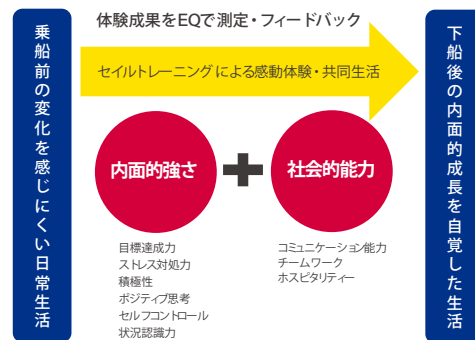 体験成果をEQで測定・フィードバック
乗船前の変化を感じにくい日常生活
セイルトレーニングによる感動体験・共同生活
下船後の内面的成長を自覚した生活
内面的強さ
社会的能力
目標達成力
ストレス対処力
積極性
ポジティブ思考
セルフコントロール
状況認識力
コミュニケーション能力
チームワーク
ホスピタリティー